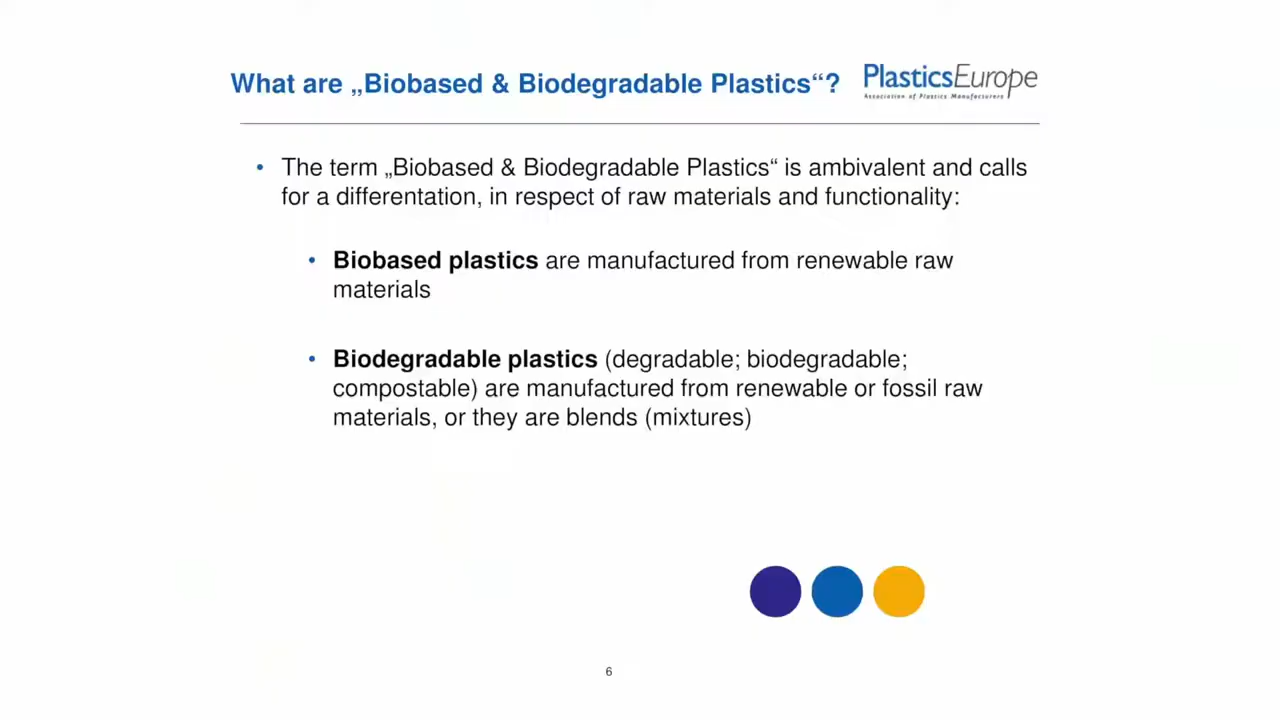 What are „Biobased & Biodegradable Plastics“?
PlasticsEurope
Association of Plastics Manufacturers
• The term „Biobased & Biodegradable Plastics“ is ambivalent and calls
for a differentation, in respect of raw materials and functionality:
• Biobased plastics are manufactured from renewable raw
materials
• Biodegradable plastics (degradable; biodegradable;
compostable) are manufactured from renewable or fossil raw
materials, or they are blends (mixtures)
6